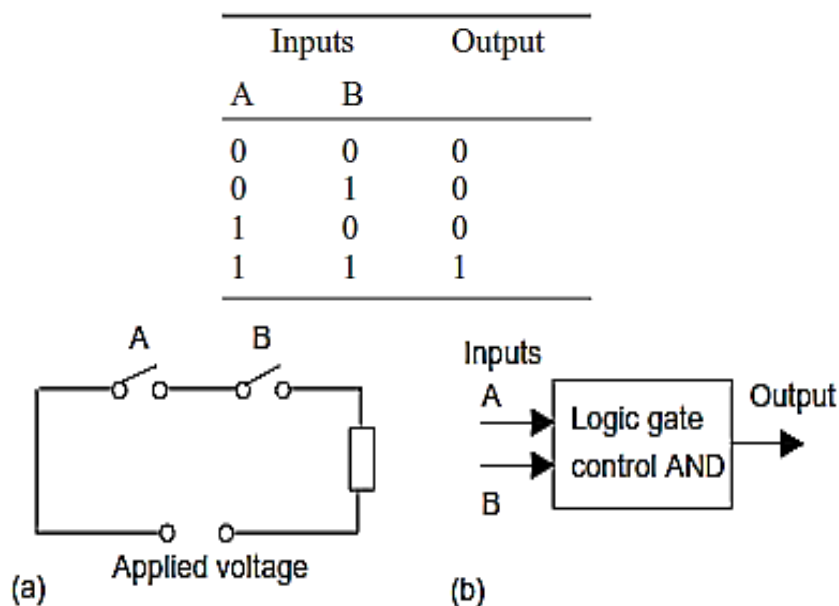 Inputs Output
A B
0 0 0
0 1 0
1 0 0
1 1 1
A B
Applied voltage
(a)
Inputs
A
B
Logic gate
control AND
Output
(b)